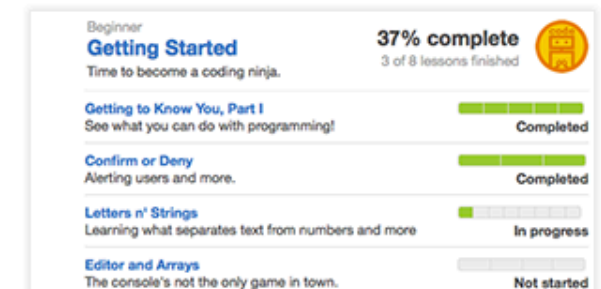 Beginner
Getting Started
37% complete
Time to become a coding ninja.
3 of 8 lessons finished
code
Getting to Know You, Part I
See what you can do with programming!
Completed
Confirm or Deny
Alerting users and more.
Completed
Letters n' Strings
Learning what separates text from numbers and more
In progress
Editor and Arrays
The console's not the only game in town.
Not started